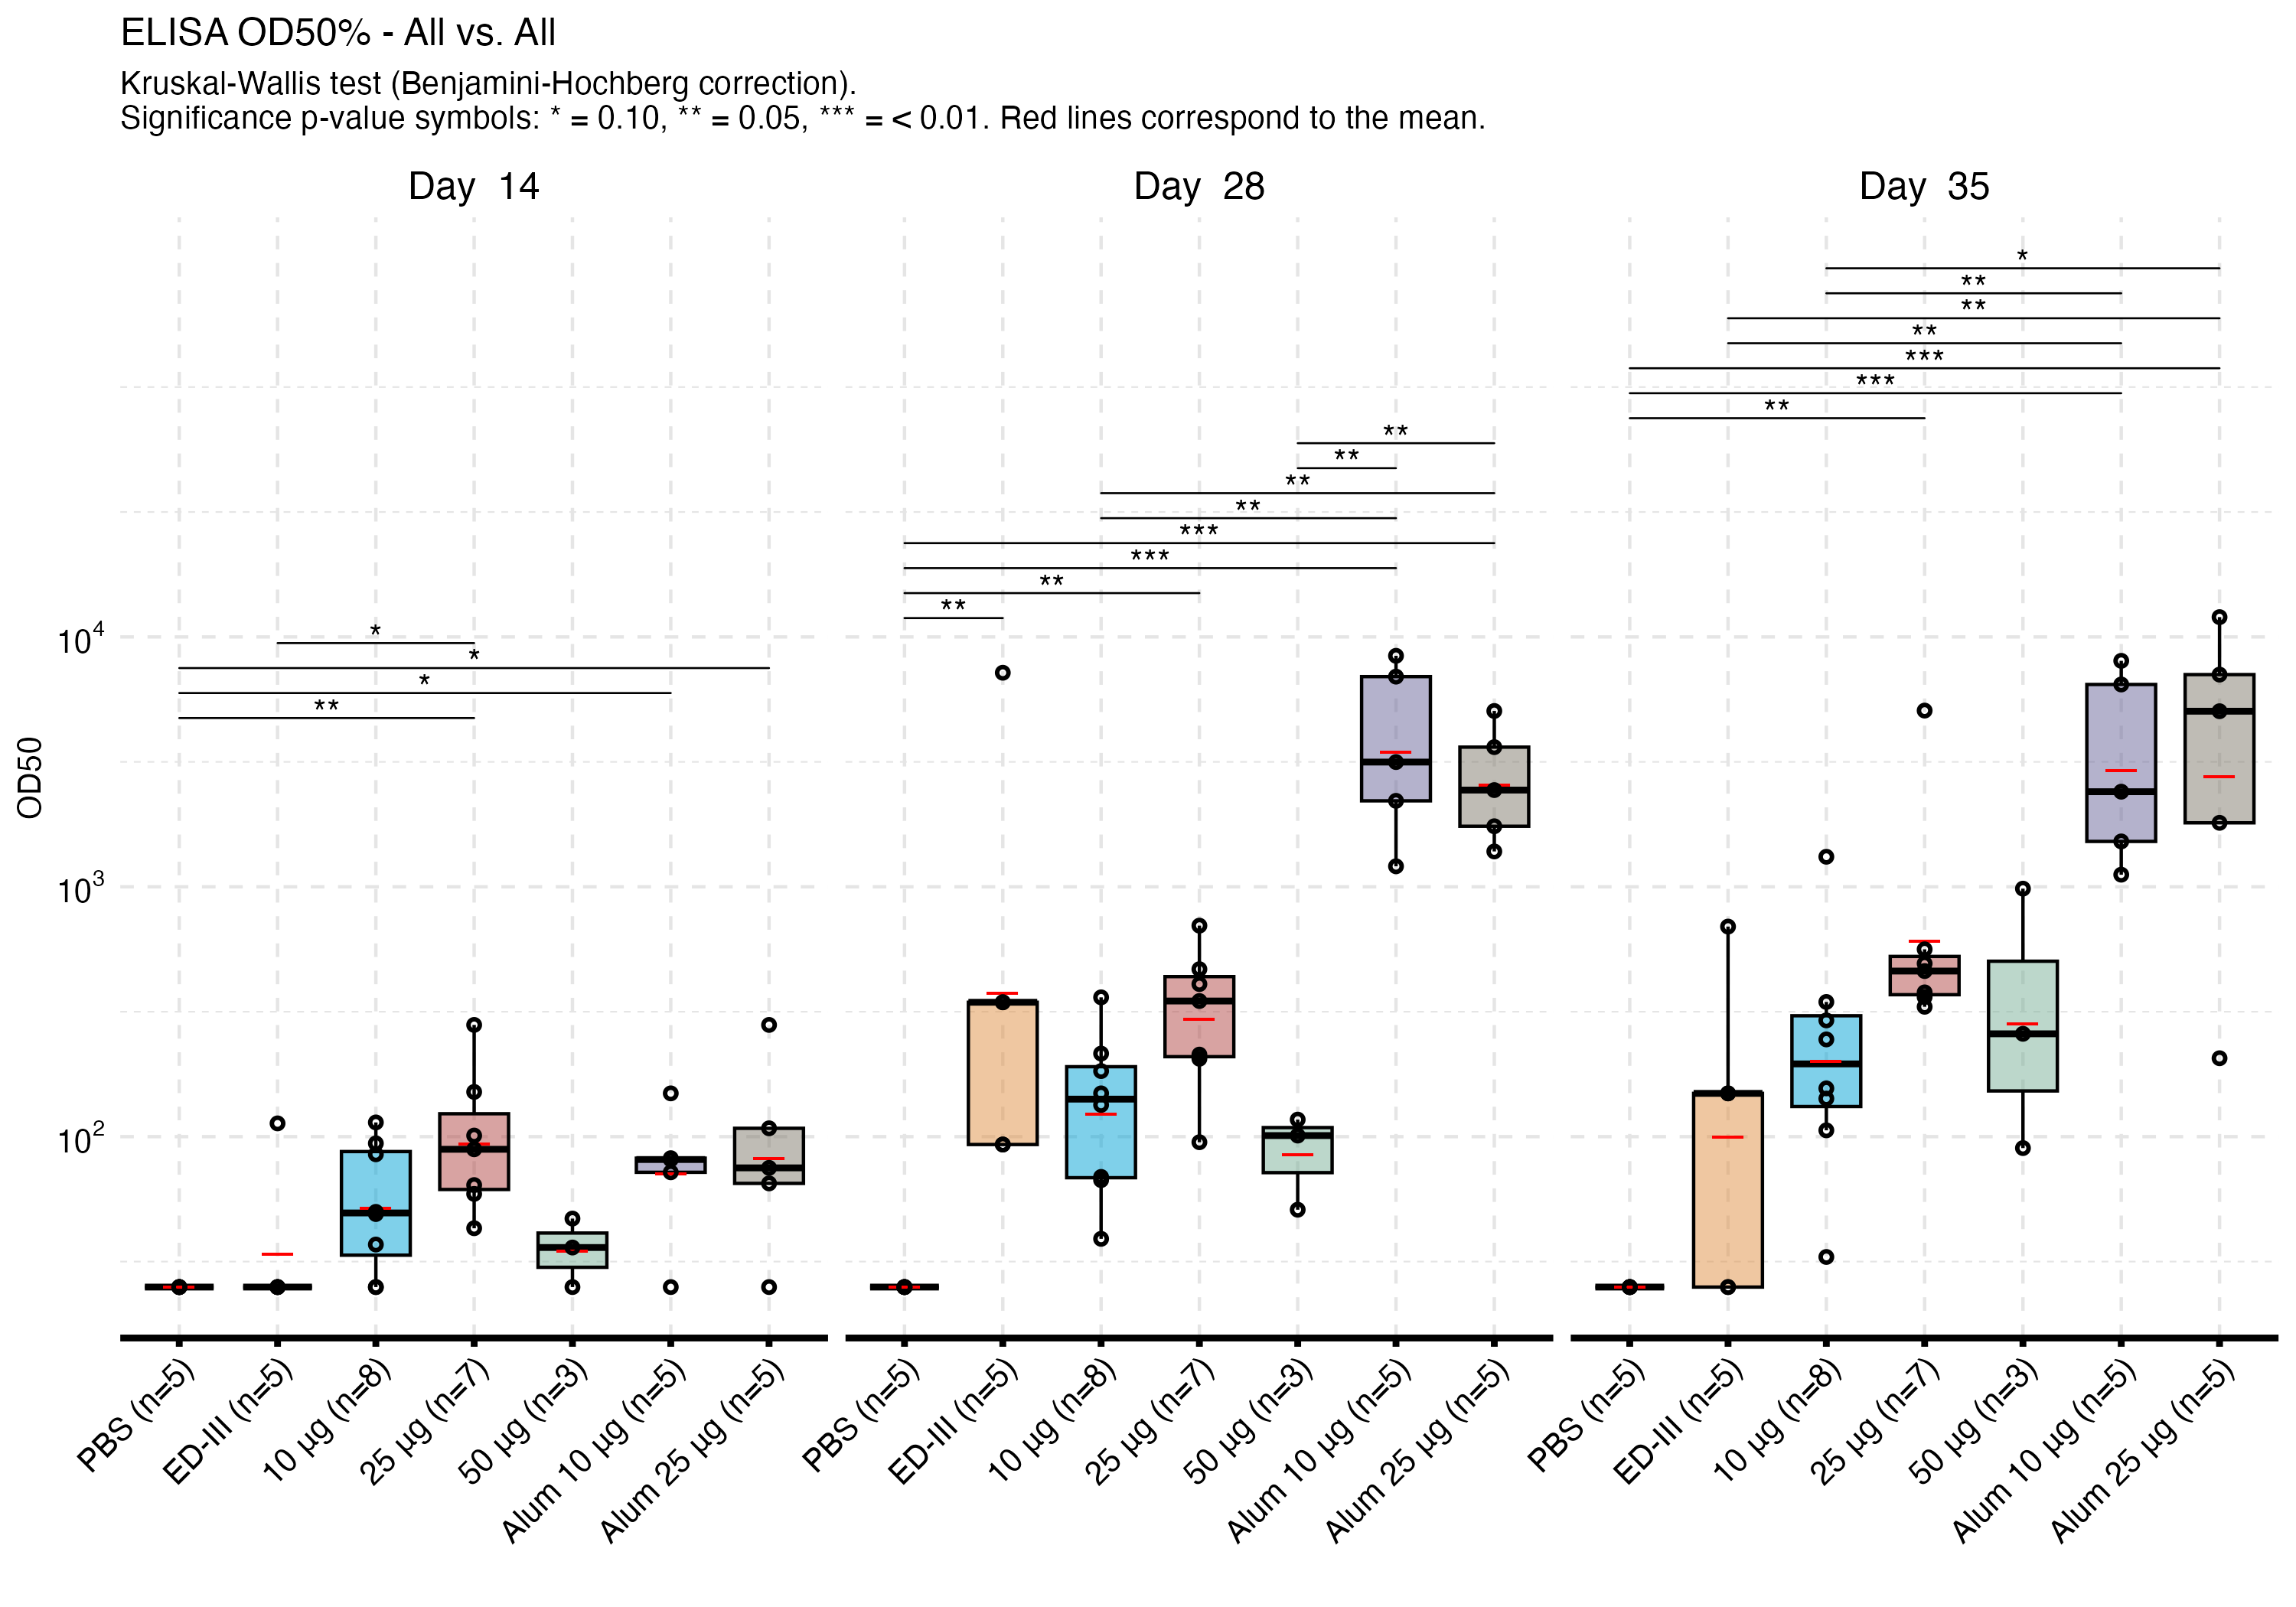 ELISA OD50% - All vs. All
Kruskal-Wallis test (Benjamini-Hochberg correction).
Significance p-value symbols: * = 0.10, ** = 0.05, *** = < 0.01. Red lines correspond to the mean.
Day 14
Day 28
Day 35
*
*
*
**
**
**
**
**
***
***
**
**
*
**
**
**
***
***
**
OD50
10⁴
10³
10²
PBS (n=5)
ED-III (n=5)
10 µg (n=8)
25 µg (n=7)
50 µg (n=3)
Alum 10 µg (n=5)
Alum 25 µg (n=5)
PBS (n=5)
ED-III (n=5)
10 µg (n=8)
25 µg (n=7)
50 µg (n=3)
Alum 10 µg (n=5)
Alum 25 µg (n=5)
PBS (n=5)
ED-III (n=5)
10 µg (n=8)
25 µg (n=7)
50 µg (n=3)
Alum 10 µg (n=5)
Alum 25 µg (n=5)